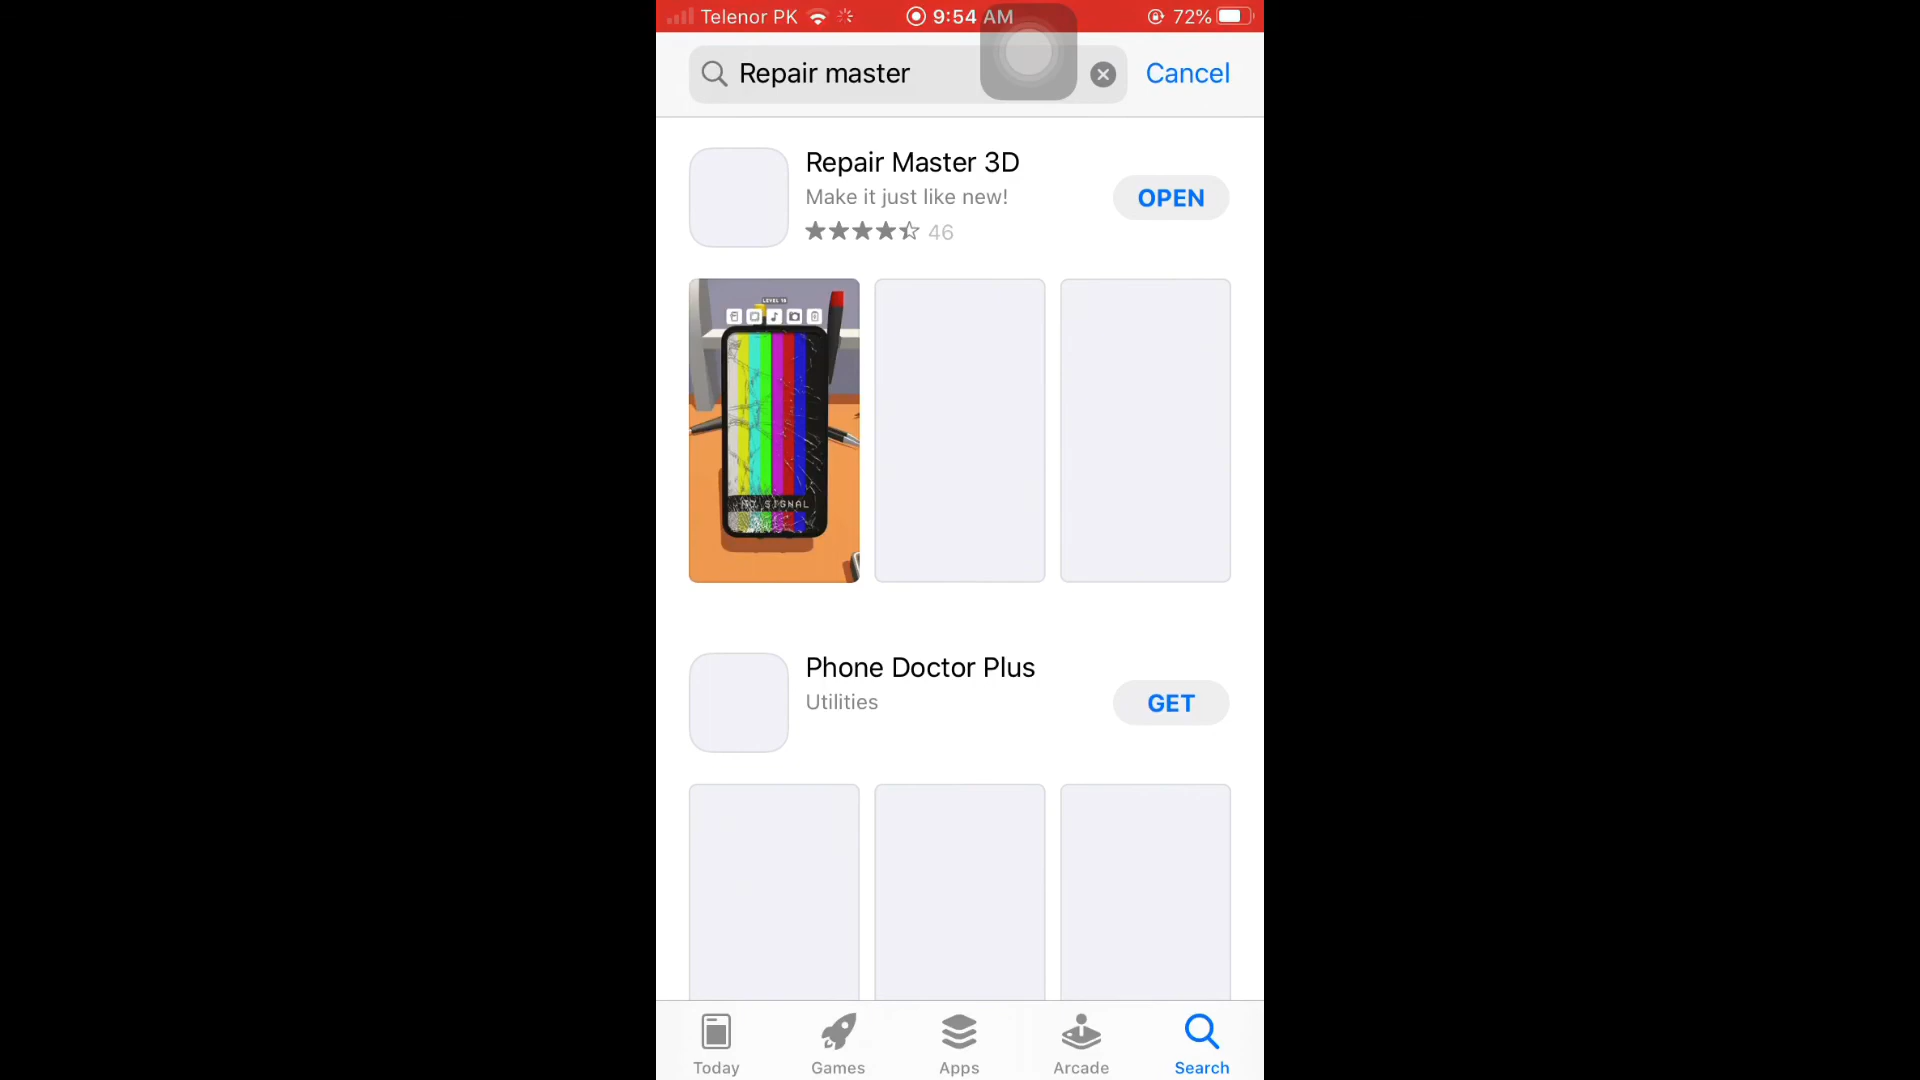 Telenor PK 9:54 AM 72%
Repair master
Cancel
Repair Master 3D
Make it just like new!
46
OPEN
LEVEL 18
NO SIGNAL
Phone Doctor Plus
Utilities
GET
Today
Games
Apps
Arcade
Search